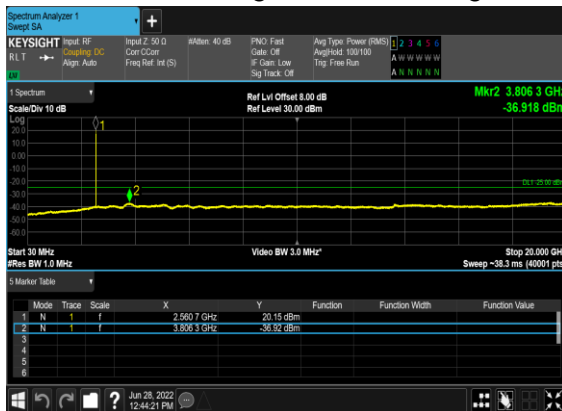 Spectrum Analyzer 1
Swept SA
KEYSIGHT Input: RF Input Z: 50 Ω #Atten: 40 dB PNO: Fast Avg Type: Power (RMS) 1 2 3 4 5 6
RLT Coupling: DC Corr CCorr Gate: Off Avg|Hold: 100/100 A W W W W W
Align: Auto Freq Ref: Int (S) IF Gain: Low Trig: Free Run
Sig Track: Off A N N N N N
1 Spectrum
Scale/Div 10 dB
Ref Lvl Offset 8.00 dB
Ref Level 30.00 dBm
Mkr2 3.806 3 GHz
-36.918 dBm
Log
20.0
10.0
0.00
-10.0
-20.0
-30.0
-40.0
-50.0
-60.0
1
2
Start 30 MHz Video BW 3.0 MHz* Stop 20.000 GH
#Res BW 1.0 MHz Sweep ~38.3 ms (40001 pts
5 Marker Table
Mode Trace Scale X Y Function Function Width Function Value
1 N 1 f 2.560 7 GHz 20.15 dBm
2 N 1 f 3.806 3 GHz -36.92 dBm
3
4
5
6
?
Jun 28, 2022
12:44:21 PM